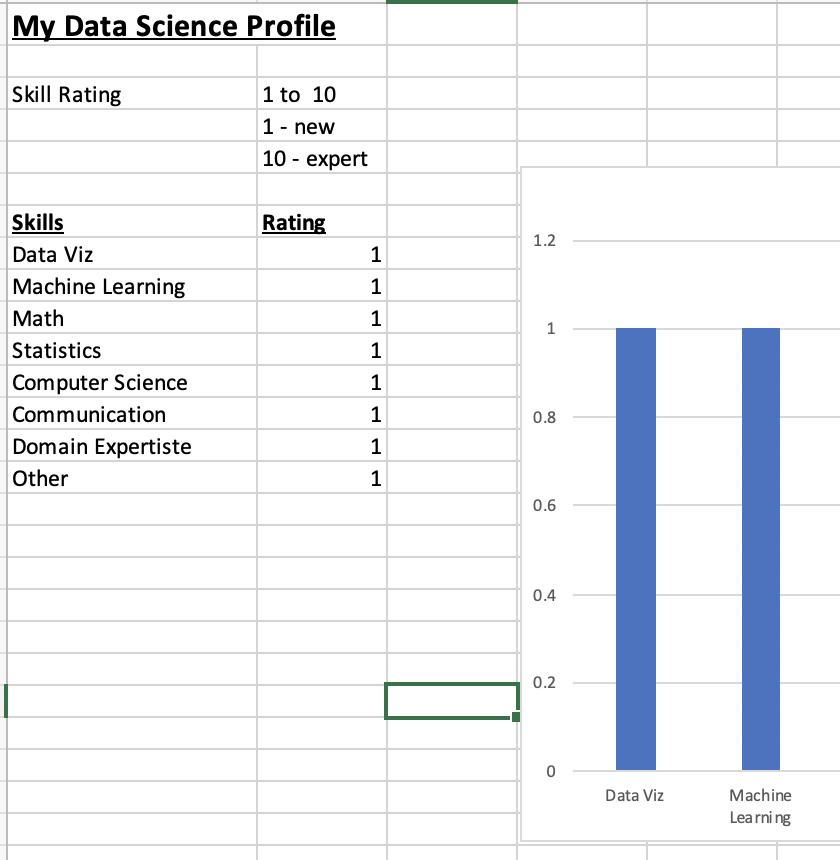 My Data Science Profile
Skill Rating 1 to  10
1 - new
10 - expert
Skills Rating
Data Viz 1
Machine Learning 1
Math 1
Statistics 1
Computer Science 1
Communication 1
Domain Expertiste 1
Other 1
1.2
1
0.8
0.6
0.4
0.2
0
Data Viz Machine
Learning